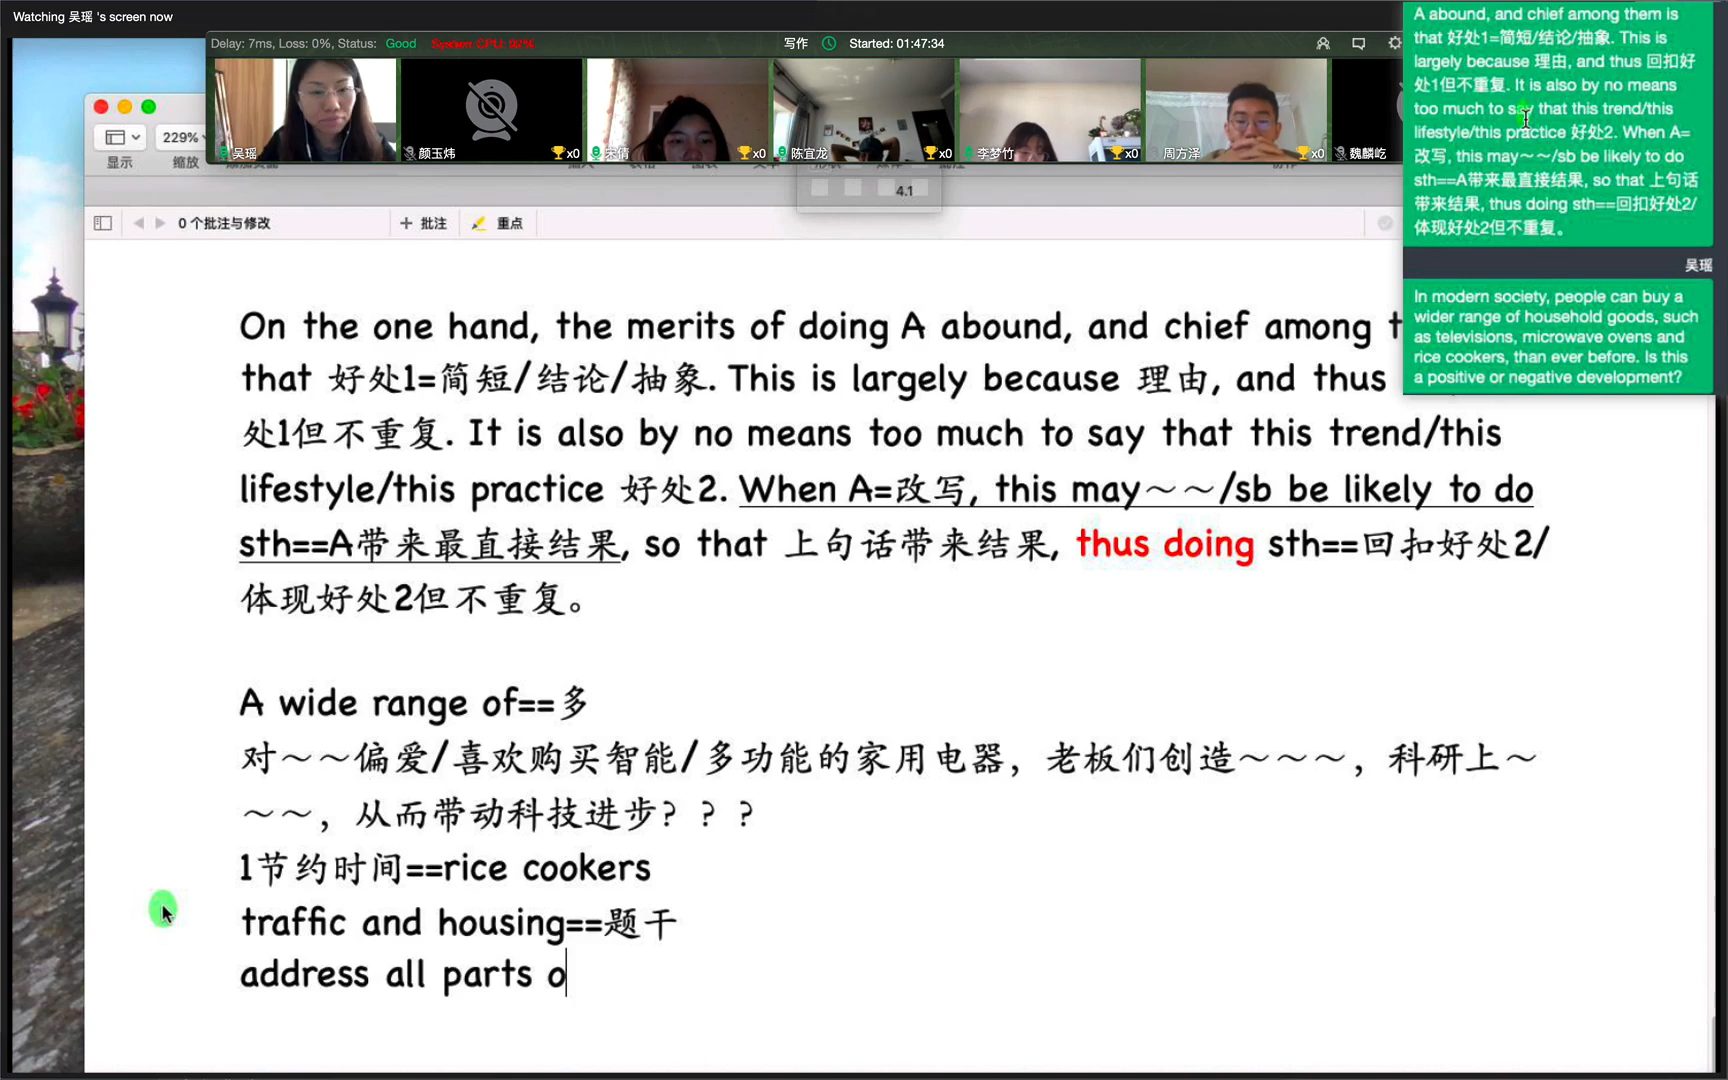 Watching 吴瑶 's screen now
Delay: 7ms, Loss: 0%, Status: Good System CPU: 92%
写作 Started: 01:47:34
吴瑶
颜玉炜 x0
宋倩 x0
陈宜龙 x0
李梦竹 x0
周方泽 x0
魏麟屹
229%
显示
缩放
4.1
0 个批注与修改
批注
重点
On the one hand, the merits of doing A abound, and chief among
that 好处1=简短/结论/抽象. This is largely because 理由, and thus
处1但不重复. It is also by no means too much to say that this trend/this
lifestyle/this practice 好处2. When A=改写, this may～～/sb be likely to do
sth==A带来最直接结果, so that 上句话带来结果, thus doing sth==回扣好处2/
体现好处2但不重复。
A wide range of==多
对～～偏爱/喜欢购买智能/多功能的家用电器，老板们创造～～～，科研上～
～～，从而带动科技进步？？？
1节约时间==rice cookers
traffic and housing==题干
address all parts o
A abound, and chief among them is
that 好处1=简短/结论/抽象. This is
largely because 理由, and thus 回扣好
处1但不重复. It is also by no means
too much to say that this trend/this
lifestyle/this practice 好处2. When A=
改写, this may～～/sb be likely to do
sth==A带来最直接结果, so that 上句话
带来结果, thus doing sth==回扣好处2/
体现好处2但不重复。
吴瑶
In modern society, people can buy a
wider range of household goods, such
as televisions, microwave ovens and
rice cookers, than ever before. Is this
a positive or negative development?